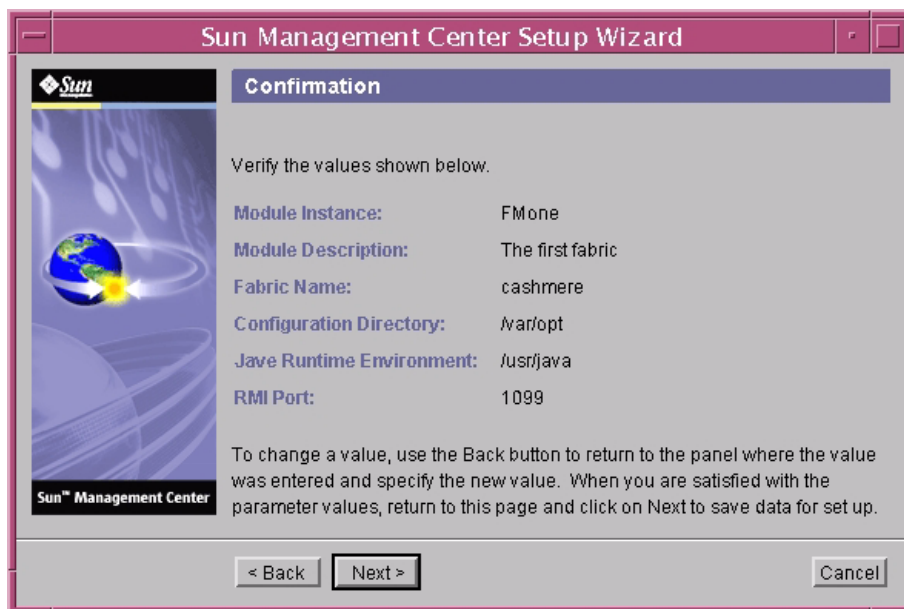 Sun Management Center Setup Wizard
Sun
Confirmation
Verify the values shown below.
Module Instance: FMone
Module Description: The first fabric
Fabric Name: cashmere
Configuration Directory: /var/opt
Jave Runtime Environment: /usr/java
RMI Port: 1099
To change a value, use the Back button to return to the panel where the value
was entered and specify the new value. When you are satisfied with the
parameter values, return to this page and click on Next to save data for set up.
Sun™ Management Center
< Back Next > Cancel